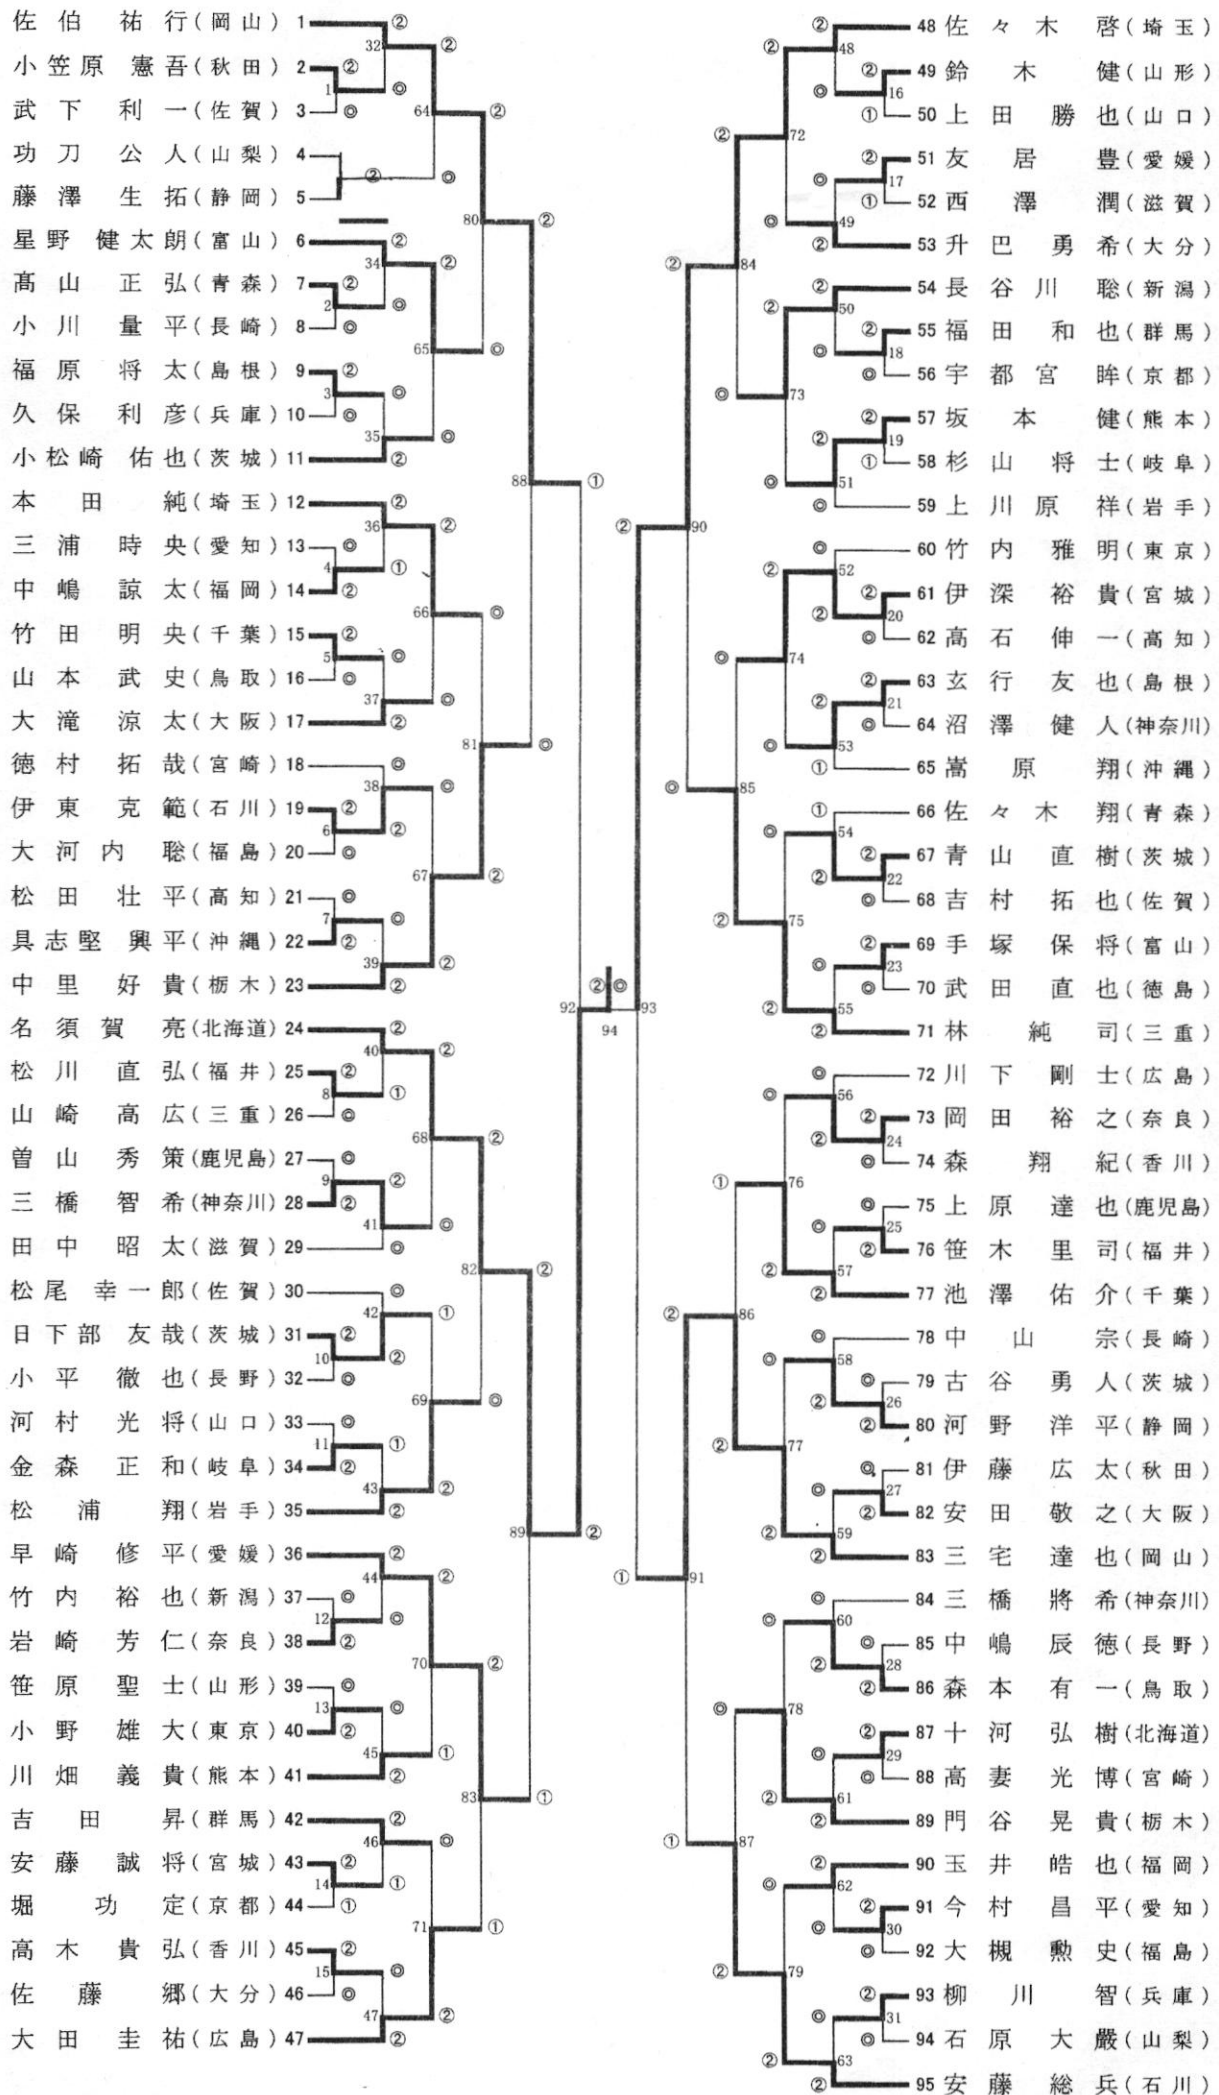 佐伯祐行(岡山) 1
小笠原憲吾(秋田) 2
武下利一(佐賀) 3
功刀公人(山梨) 4
藤澤生拓(静岡) 5
星野健太朗(富山) 6
髙山正弘(青森) 7
小川量平(長崎) 8
福原将太(島根) 9
久保利彦(兵庫) 10
小松崎佑也(茨城) 11
本田純(埼玉) 12
三浦時央(愛知) 13
中嶋諒太(福岡) 14
竹田明央(千葉) 15
山本武史(鳥取) 16
大滝涼太(大阪) 17
徳村拓哉(宮崎) 18
伊東克範(石川) 19
大河内聡(福島) 20
松田壮平(高知) 21
具志堅興平(沖縄) 22
中里好貴(栃木) 23
名須賀亮(北海道) 24
松川直弘(福井) 25
山崎高広(三重) 26
曽山秀策(鹿児島) 27
三橋智希(神奈川) 28
田中昭太(滋賀) 29
松尾幸一郎(佐賀) 30
日下部友哉(茨城) 31
小平徹也(長野) 32
河村光将(山口) 33
金森正和(岐阜) 34
松浦翔(岩手) 35
早崎修平(愛媛) 36
竹内裕也(新潟) 37
岩崎芳仁(奈良) 38
笹原聖士(山形) 39
小野雄大(東京) 40
川畑義貴(熊本) 41
吉田昇(群馬) 42
安藤誠将(宮城) 43
堀功定(京都) 44
高木貴弘(香川) 45
佐藤郷(大分) 46
大田圭祐(広島) 47
48 佐々木啓(埼玉)
49 鈴木健(山形)
50 上田勝也(山口)
51 友居豊(愛媛)
52 西澤潤(滋賀)
53 升巴勇希(大分)
54 長谷川聡(新潟)
55 福田和也(群馬)
56 宇都宮眸(京都)
57 坂本健(熊本)
58 杉山将士(岐阜)
59 上川原祥(岩手)
60 竹内雅明(東京)
61 伊深裕貴(宮城)
62 高石伸一(高知)
63 玄行友也(島根)
64 沼澤健人(神奈川)
65 嵩原翔(沖縄)
66 佐々木翔(青森)
67 青山直樹(茨城)
68 吉村拓也(佐賀)
69 手塚保将(富山)
70 武田直也(徳島)
71 林純司(三重)
72 川下剛士(広島)
73 岡田裕之(奈良)
74 森翔紀(香川)
75 上原達也(鹿児島)
76 笹木里司(福井)
77 池澤佑介(千葉)
78 中山宗(長崎)
79 古谷勇人(茨城)
80 河野洋平(静岡)
81 伊藤広太(秋田)
82 安田敬之(大阪)
83 三宅達也(岡山)
84 三橋將希(神奈川)
85 中嶋辰徳(長野)
86 森本有一(鳥取)
87 十河弘樹(北海道)
88 高妻光博(宮崎)
89 門谷晃貴(栃木)
90 玉井皓也(福岡)
91 今村昌平(愛知)
92 大槻勲史(福島)
93 柳川智(兵庫)
94 石原大嚴(山梨)
95 安藤総兵(石川)